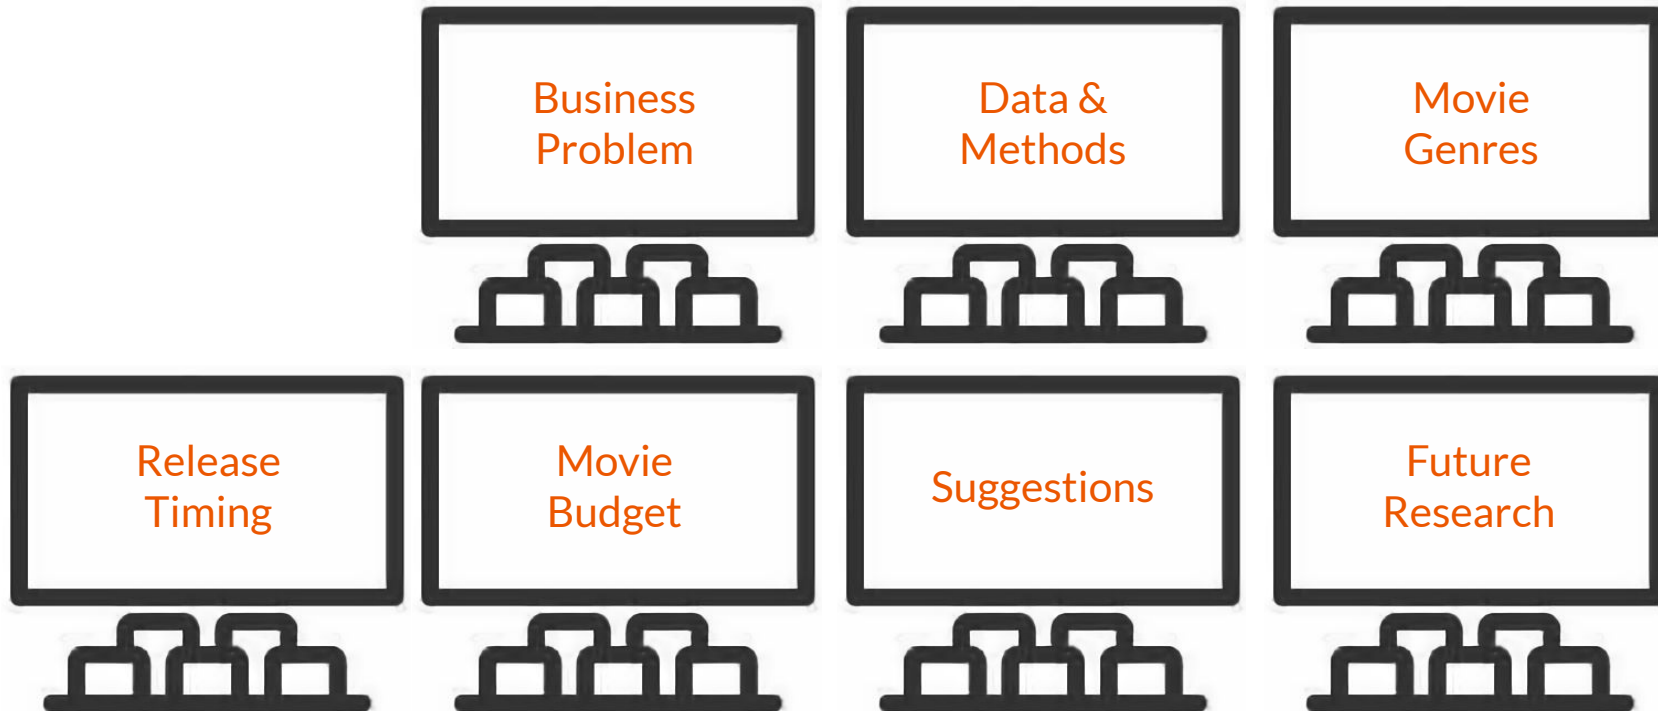 Business
Problem
Data &
Methods
Movie
Genres
Release
Timing
Movie
Budget
Suggestions
Future
Research